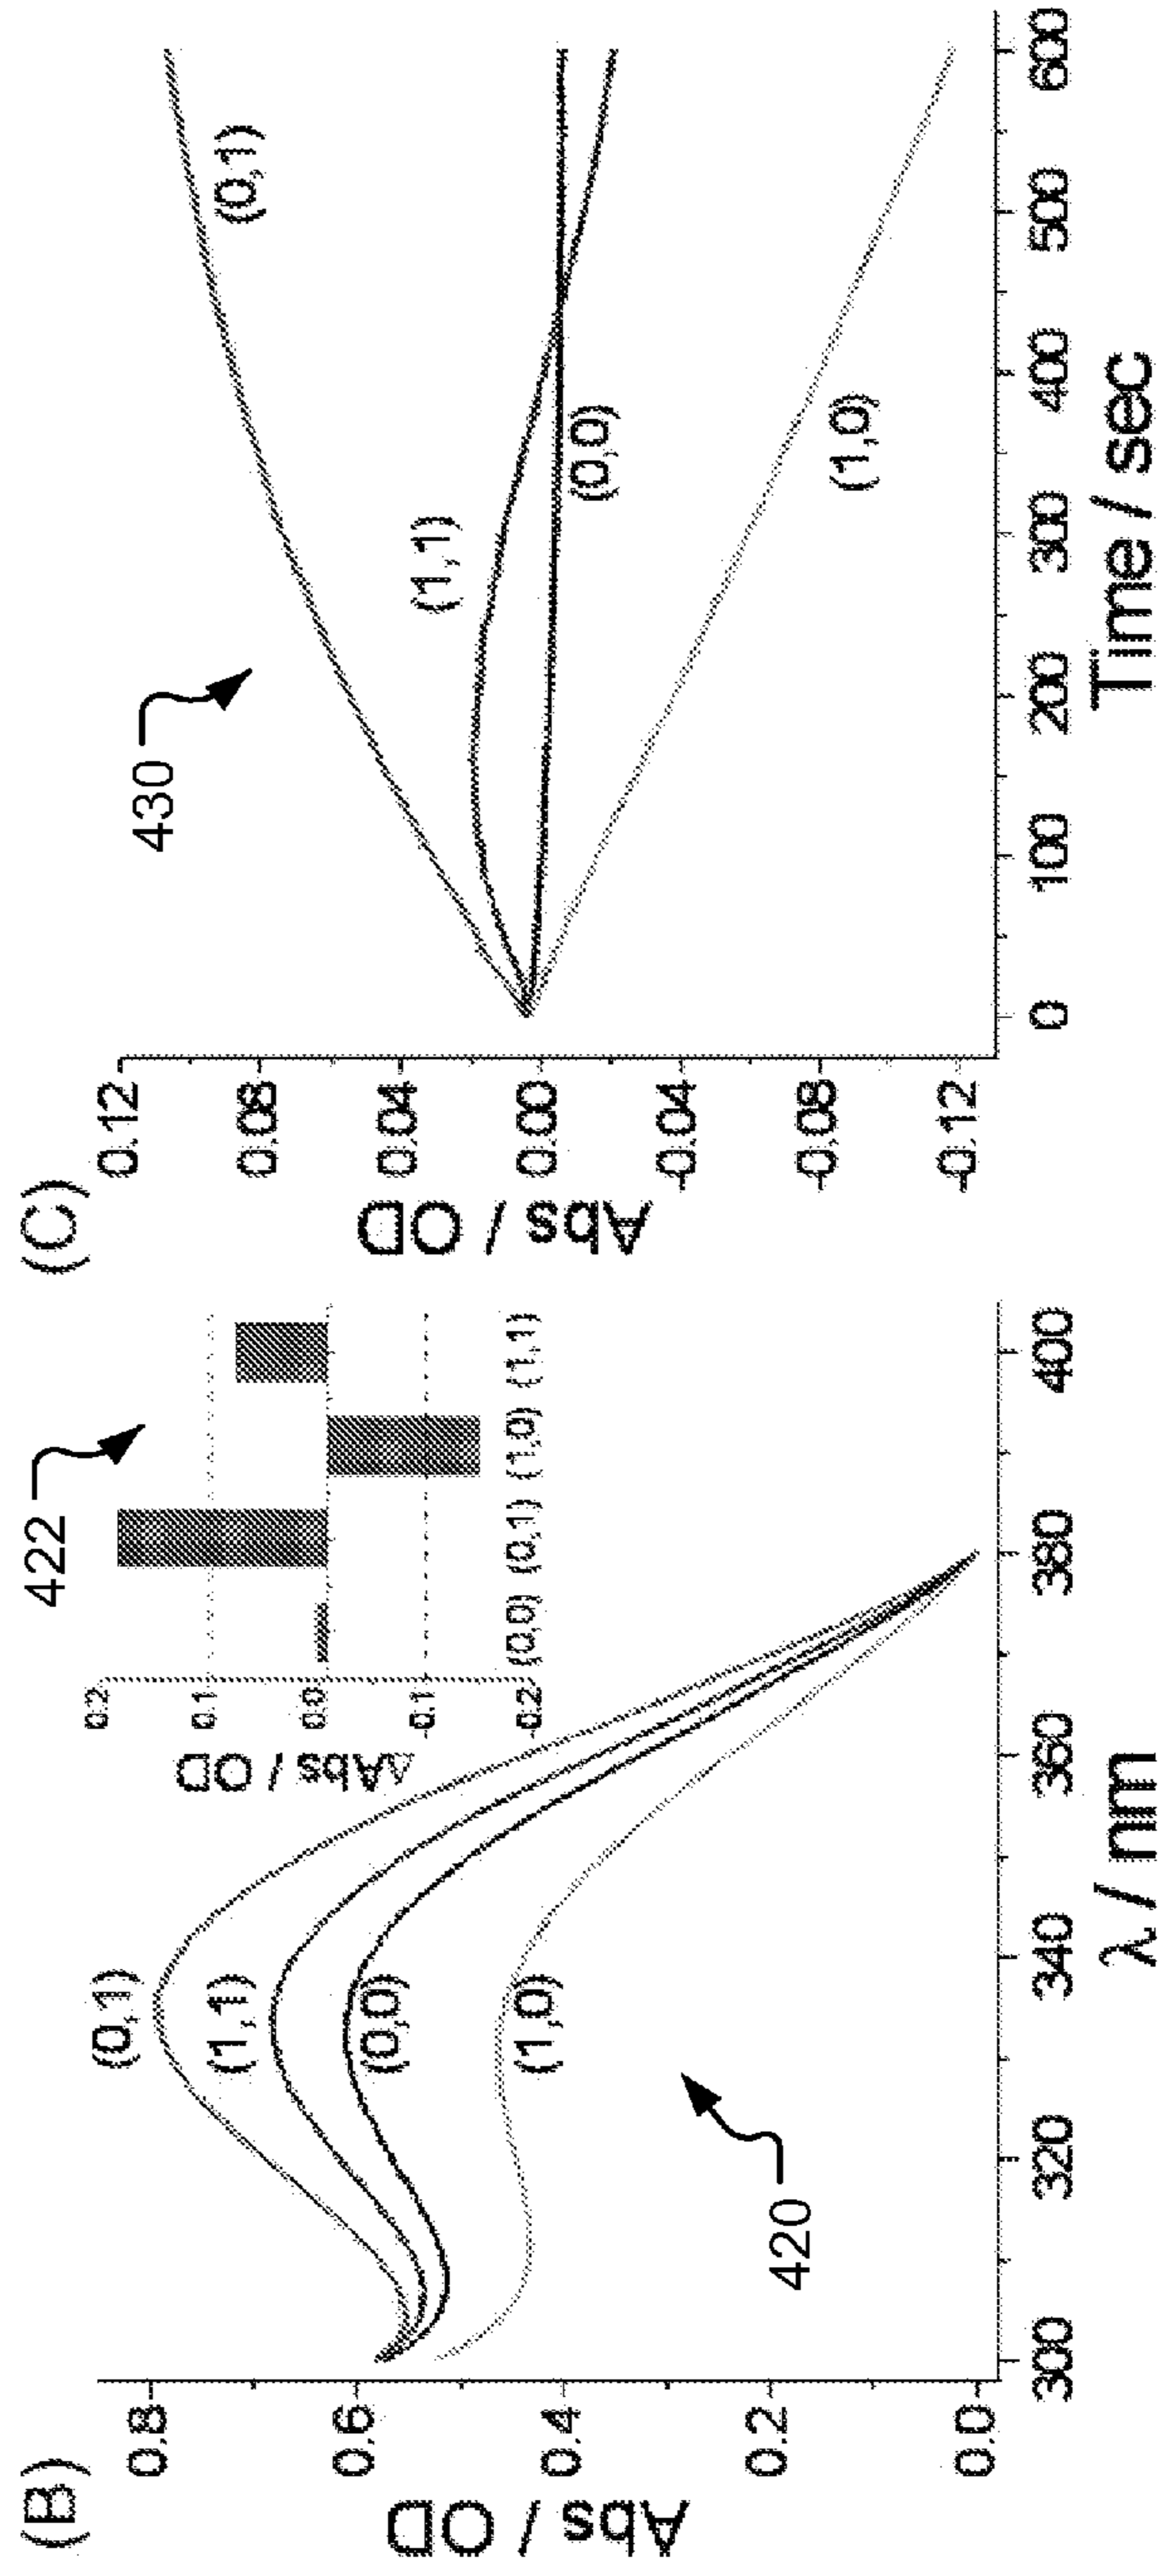 (B)
Abs / OD
0.8
0.6
0.4
0.2
0.0
(0,1)
(1,1)
(0,0)
(1,0)
420
300 320 340 360 380 400
λ / nm
422
ΔAbs / OD
0.2
0.1
0.0
-0.1
-0.2
(0,0) (0,1) (1,0) (1,1)
(C)
Abs / OD
0.12
0.08
0.04
0.00
-0.04
-0.08
-0.12
430
(0,1)
(1,1)
(0,0)
(1,0)
0 100 200 300 400 500 600
Time / sec